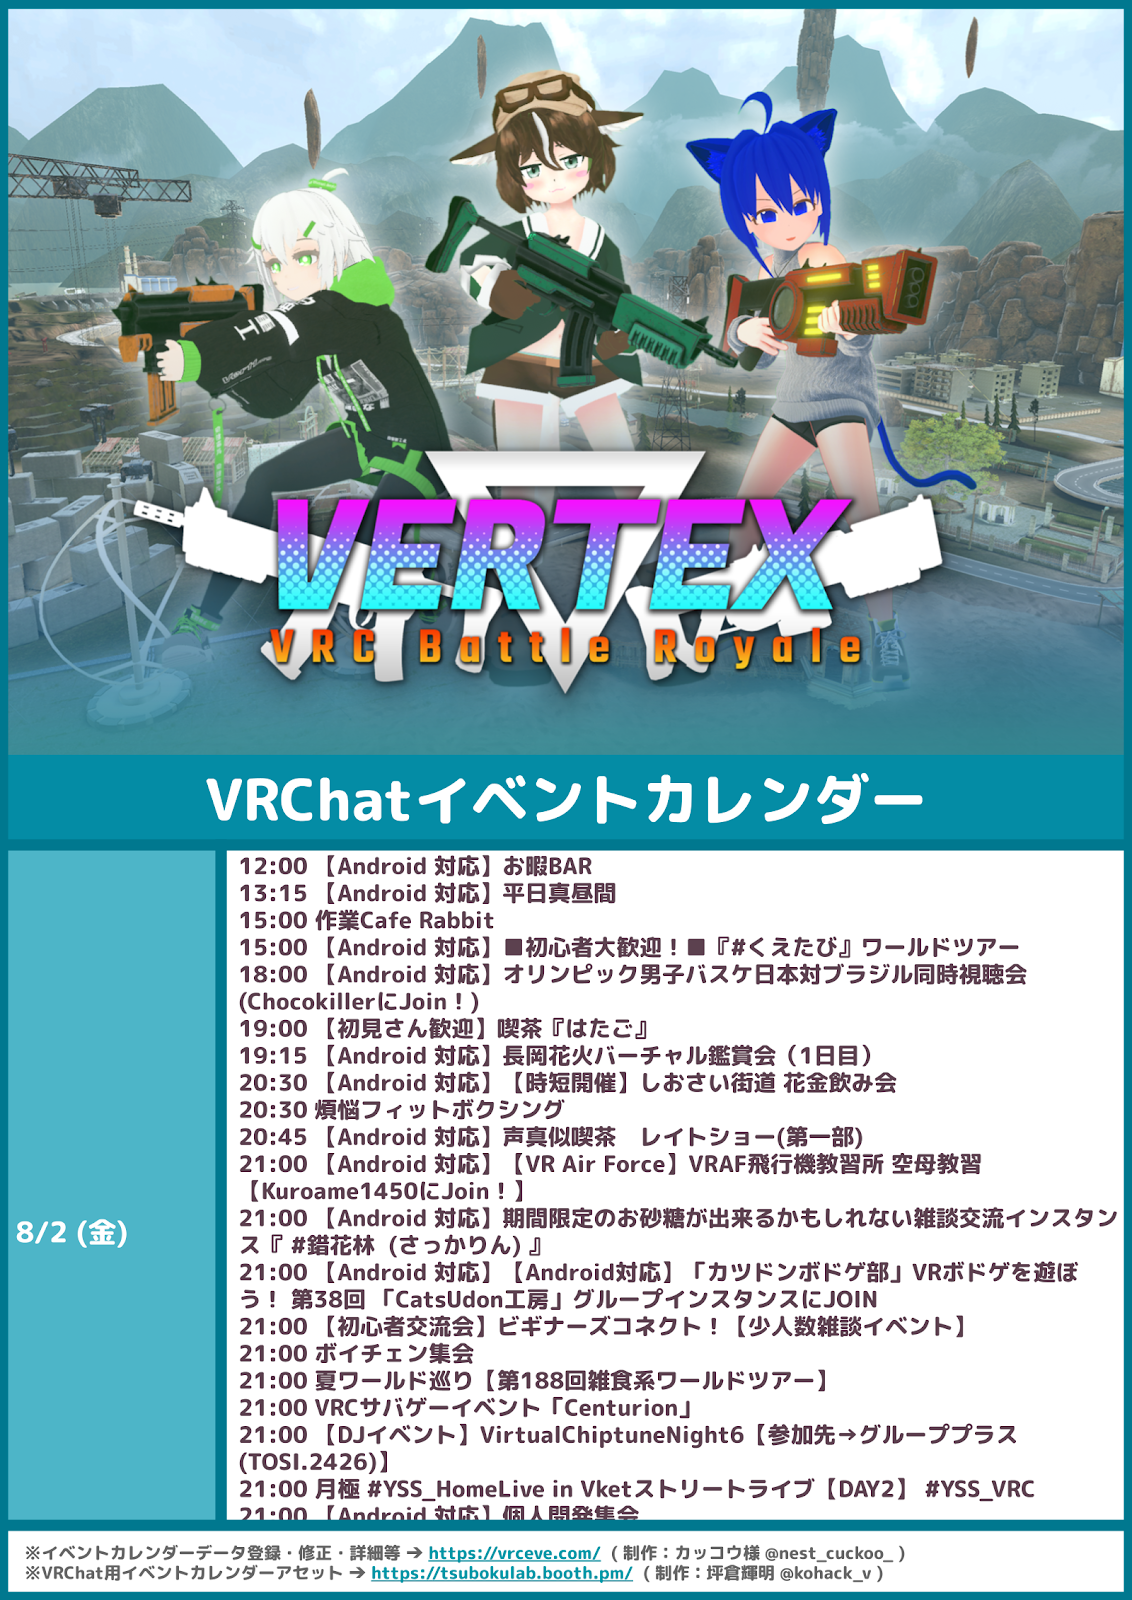 VERTEX
VRC Battle Royale
VRChatイベントカレンダー
8/2 (金)
12:00 【Android 対応】お暇BAR
13:15 【Android 対応】平日真昼間
15:00 作業Cafe Rabbit
15:00 【Android 対応】■初心者大歓迎！■『#くえたび』ワールドツアー
18:00 【Android 対応】オリンピック男子バスケ日本対ブラジル同時視聴会
(ChocokillerにJoin！)
19:00 【初見さん歓迎】喫茶『はたご』
19:15 【Android 対応】長岡花火バーチャル鑑賞会（1日目）
20:30 【Android 対応】【時短開催】しおさい街道 花金飲み会
20:30 煩悩フィットボクシング
20:45 【Android 対応】声真似喫茶　レイトショー(第一部)
21:00 【Android 対応】【VR Air Force】VRAF飛行機教習所 空母教習
【Kuroame1450にJoin！】
21:00 【Android 対応】期間限定のお砂糖が出来るかもしれない雑談交流インスタン
ス『 #錯花林（さっかりん) 』
21:00 【Android 対応】【Android対応】「カツドンボドゲ部」VRボドゲを遊ぼ
う！ 第38回 「CatsUdon工房」グループインスタンスにJOIN
21:00 【初心者交流会】ビギナーズコネクト！【少人数雑談イベント】
21:00 ボイチェン集会
21:00 夏ワールド巡り【第188回雑食系ワールドツアー】
21:00 VRCサバゲーイベント「Centurion」
21:00 【DJイベント】VirtualChiptuneNight6【参加先→グループプラス
(TOSI.2426)】
21:00 月極 #YSS_HomeLive in Vketストリートライブ【DAY2】 #YSS_VRC
21:00 【Android 対応】個人開発集会
※イベントカレンダーデータ登録・修正・詳細等 → https://vrceve.com/ ( 制作：カッコウ様 @nest_cuckoo_ )
※VRChat用イベントカレンダーアセット → https://tsubokulab.booth.pm/ ( 制作：坪倉輝明 @kohack_v )